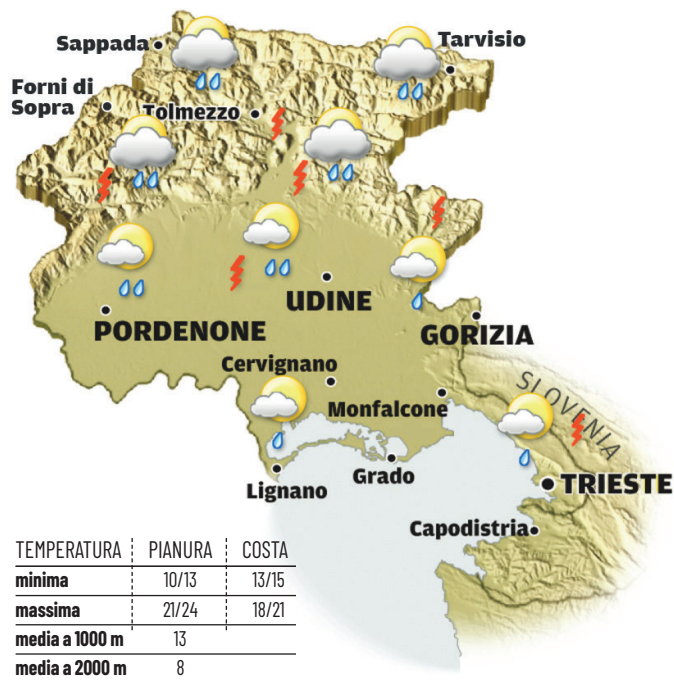 Sappada
Tarvisio
Forni di
Sopra
Tolmezzo
UDINE
PORDENONE
GORIZIA
Cervignano
Monfalcone
SLOVENIA
Lignano
Grado
TRIESTE
Capodistria
TEMPERATURA PIANURA COSTA
minima 10/13 13/15
massima 21/24 18/21
media a 1000 m 13
media a 2000 m 8